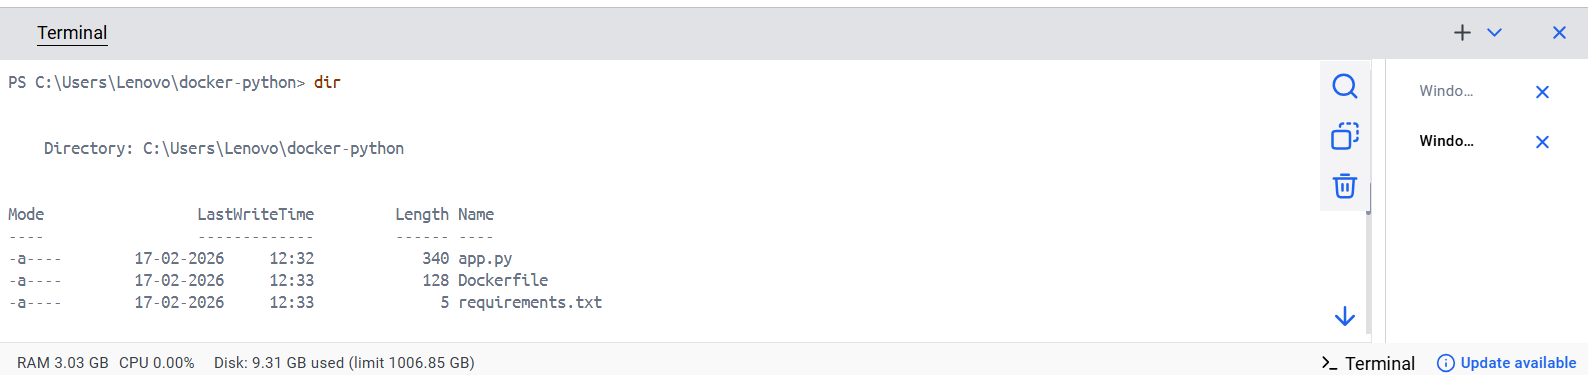 Terminal
PS C:\Users\Lenovo\docker-python> dir
Directory: C:\Users\Lenovo\docker-python
Mode LastWriteTime Length Name
---- ------------- ------ ----
-a---- 17-02-2026 12:32 340 app.py
-a---- 17-02-2026 12:33 128 Dockerfile
-a---- 17-02-2026 12:33 5 requirements.txt
Windo...
Windo...
RAM 3.03 GB CPU 0.00% Disk: 9.31 GB used (limit 1006.85 GB)
Terminal
Update available